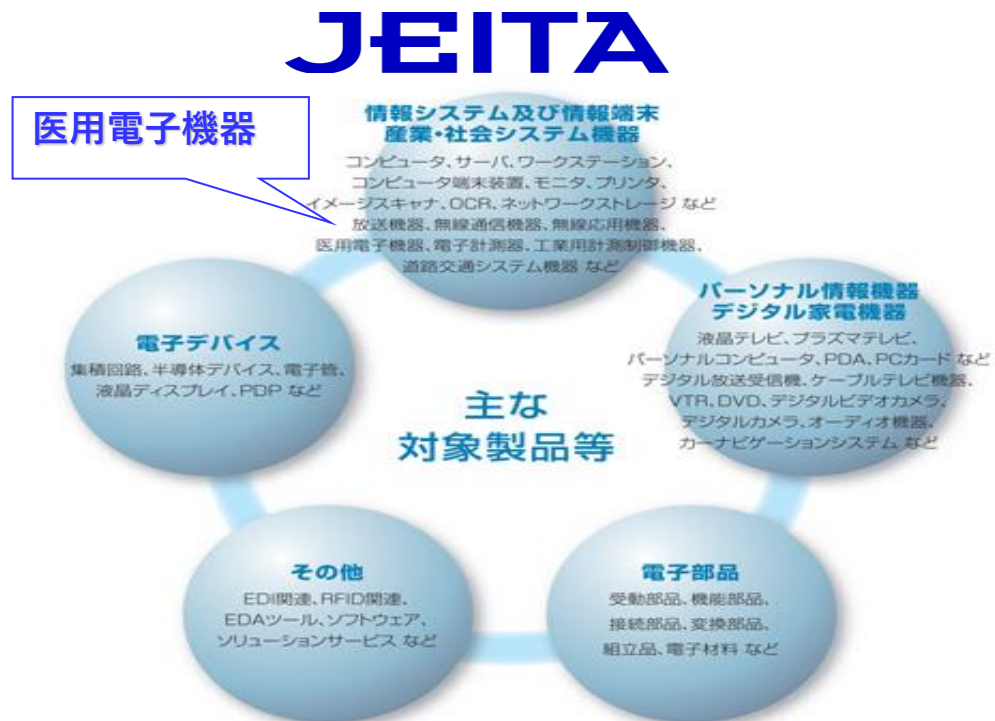 JEITA
医用電子機器
情報システム及び情報端末
産業・社会システム機器
コンピュータ、サーバ、ワークステーション、
コンピュータ端末装置、モニタ、プリンタ、
イメージスキャナ、OCR、ネットワークストレージ など
放送機器、無線通信機器、無線応用機器、
医用電子機器、電子計測器、工業用計測制御機器、
道路交通システム機器 など
パーソナル情報機器
デジタル家電機器
液晶テレビ、プラズマテレビ、
パーソナルコンピュータ、PDA、PCカード など
デジタル放送受信機、ケーブルテレビ機器、
VTR、DVD、デジタルビデオカメラ、
デジタルカメラ、オーディオ機器、
カーナビゲーションシステム など
電子デバイス
集積回路、半導体デバイス、電子管、
液晶ディスプレイ、PDP など
主な
対象製品等
その他
EDI関連、RFID関連、
EDAツール、ソフトウェア、
ソリューションサービス など
電子部品
受動部品、機能部品、
接続部品、変換部品、
組立品、電子材料 など